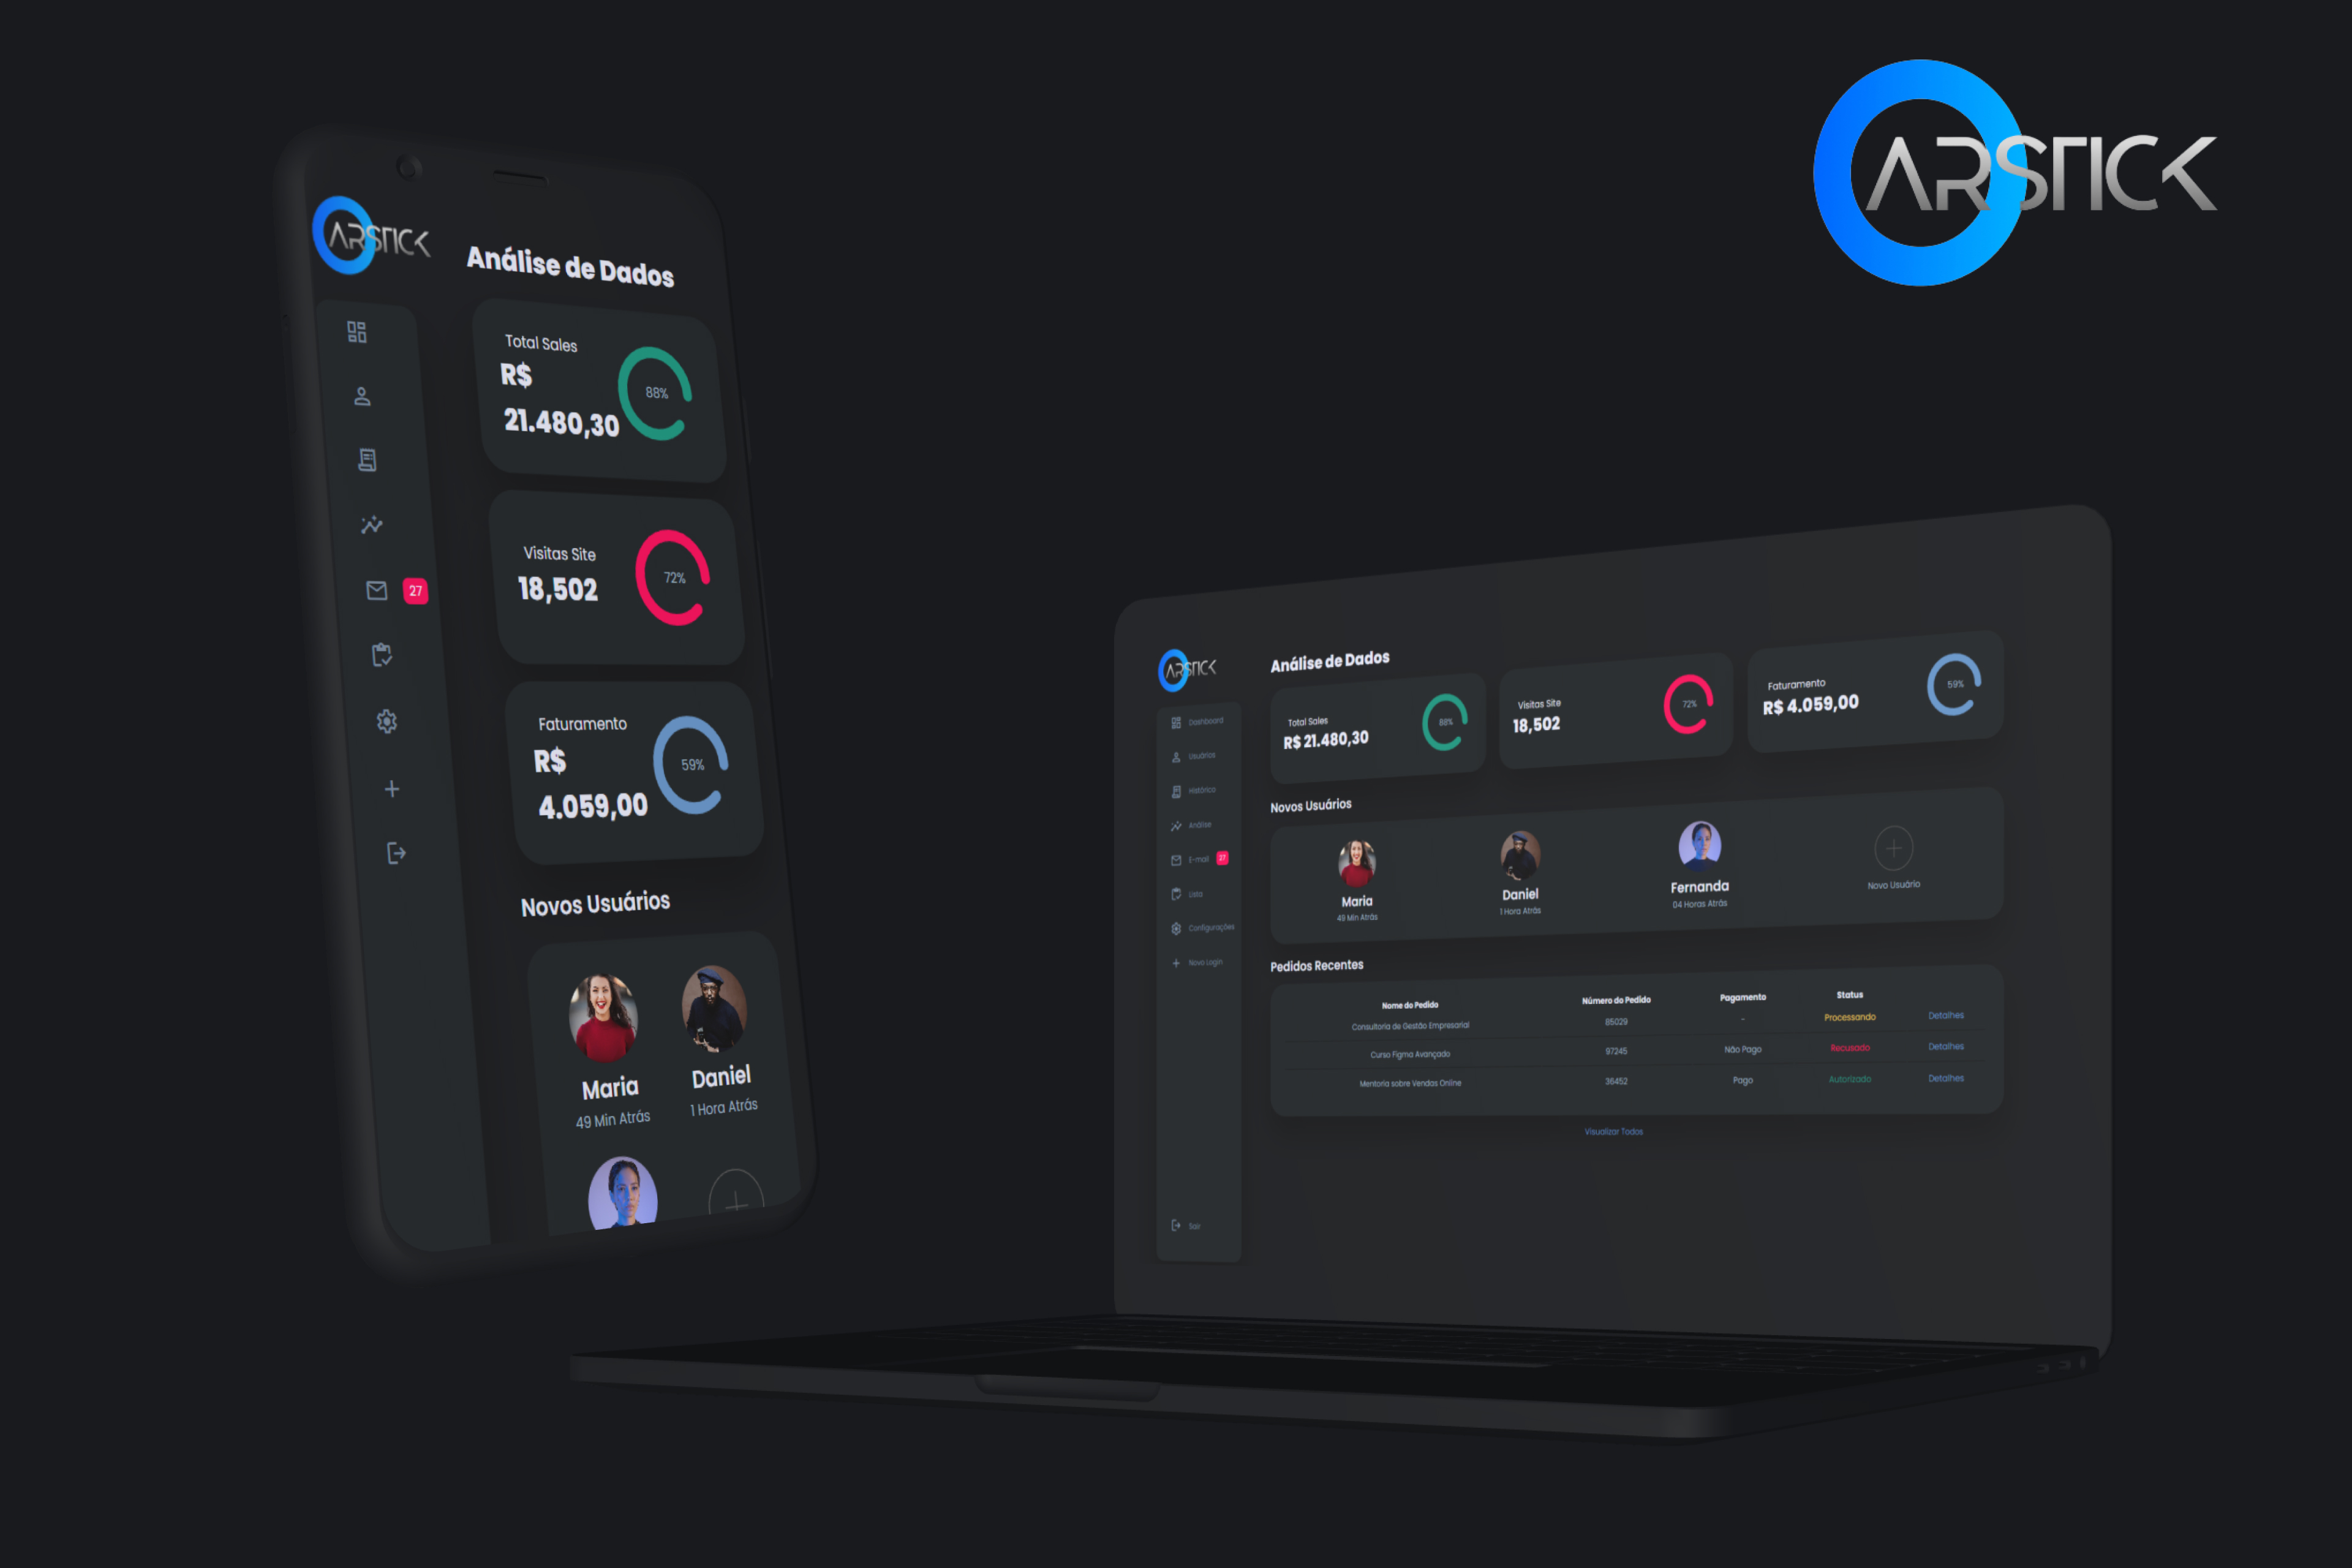 ARSTICK
ARSTICK
Análise de Dados
Total Sales
R$
21.480,30
88%
Visitas Site
18,502
72%
27
Faturamento
R$
4.059,00
59%
Novos Usuários
Maria
49 Min Atrás
Daniel
1 Hora Atrás
ARSTICK
Dashboard
Usuários
Histórico
Análise
E-mail 27
Lista
Configurações
Novo Login
Sair
Análise de Dados
Total Sales
R$ 21.480,30
88%
Visitas Site
18,502
72%
Faturamento
R$ 4.059,00
59%
Novos Usuários
Maria
49 Min Atrás
Daniel
1 Hora Atrás
Fernanda
04 Horas Atrás
Novo Usuário
Pedidos Recentes
Nome do Pedido Número do Pedido Pagamento Status
Consultoria de Gestão Empresarial 85029 - Processando Detalhes
Curso Figma Avançado 97245 Não Pago Recusado Detalhes
Mentoria sobre Vendas Online 36452 Pago Autorizado Detalhes
Visualizar Todos